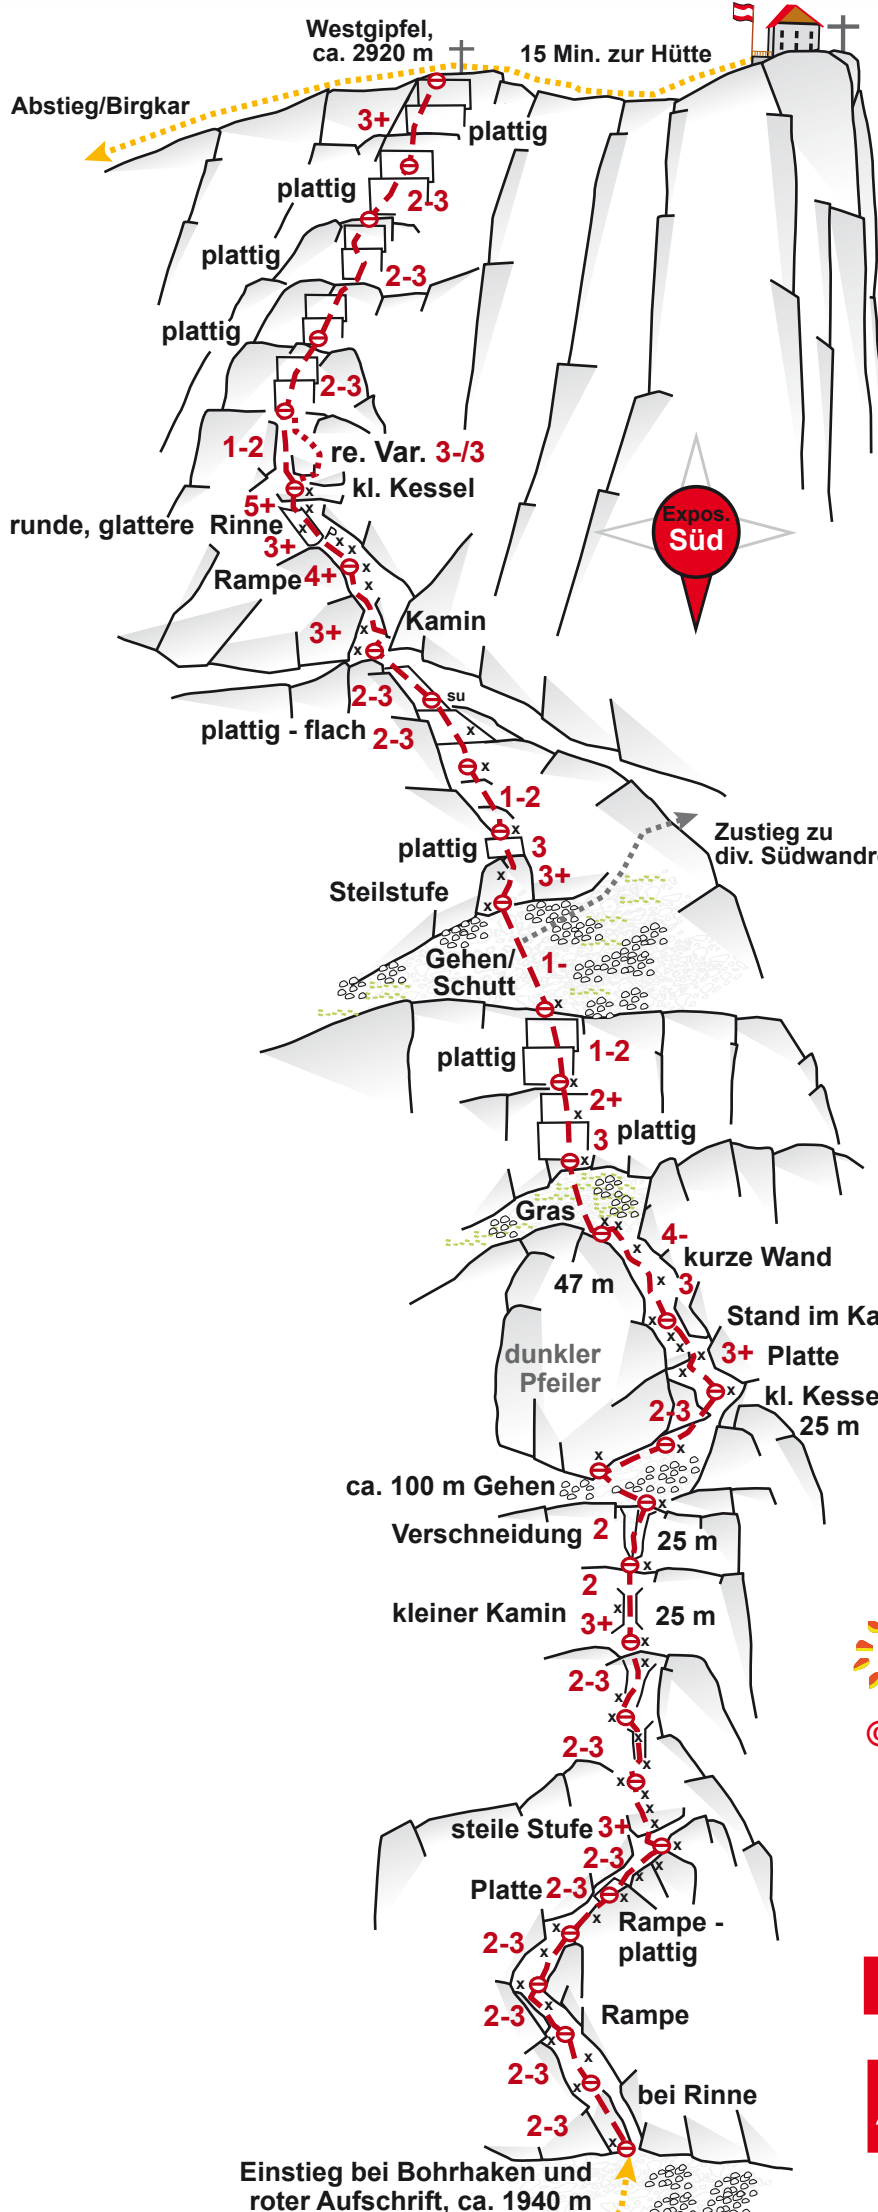 Westgipfel,
ca. 2920 m
15 Min. zur Hütte
Abstieg/Birgkar
3+
plattig
plattig
2-3
plattig
2-3
plattig
2-3
1-2
re. Var. 3-/3
kl. Kessel
5+
runde, glattere Rinne
3+
P
Expos.
Süd
Rampe 4+
Kamin
3+
2-3
su
plattig - flach 2-3
1-2
Zustieg zu
div. Südwandr
plattig
3
3+
Steilstufe
Gehen/
Schutt
1-
plattig
1-2
2+
3
plattig
Gras
4-
kurze Wand
47 m
3
Stand im Ka
dunkler
Pfeiler
3+ Platte
kl. Kesse
25 m
2-3
ca. 100 m Gehen
Verschneidung 2
25 m
2
kleiner Kamin
3+
25 m
2-3
2-3
steile Stufe 3+
2-3
Platte 2-3
Rampe -
plattig
2-3
2-3
Rampe
2-3
bei Rinne
2-3
Einstieg bei Bohrhaken und
roter Aufschrift, ca. 1940 m